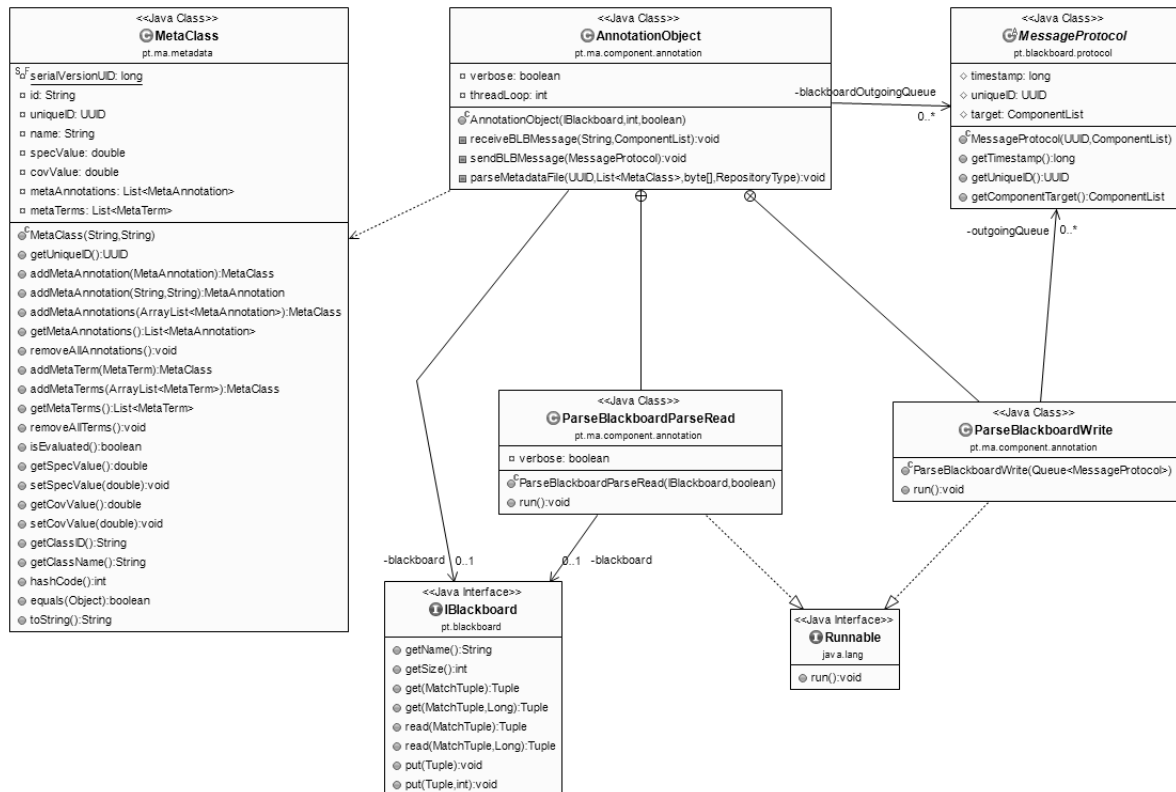 <<Java Class>>
MetaClass
pt.ma.metadata
serialVersionUID: long
id: String
uniqueID: UUID
name: String
specValue: double
covValue: double
metaAnnotations: List<MetaAnnotation>
metaTerms: List<MetaTerm>
MetaClass(String,String)
getUniqueID():UUID
addMetaAnnotation(MetaAnnotation):MetaClass
addMetaAnnotation(String,String):MetaAnnotation
addMetaAnnotations(ArrayList<MetaAnnotation>):MetaClass
getMetaAnnotations():List<MetaAnnotation>
removeAllAnnotations():void
addMetaTerm(MetaTerm):MetaClass
addMetaTerms(ArrayList<MetaTerm>):MetaClass
getMetaTerms():List<MetaTerm>
removeAllTerms():void
isEvaluated():boolean
getSpecValue():double
setSpecValue(double):void
getCovValue():double
setCovValue(double):void
getClassID():String
getClassName():String
hashCode():int
equals(Object):boolean
toString():String
<<Java Class>>
AnnotationObject
pt.ma.component.annotation
verbose: boolean
threadLoop: int
AnnotationObject(IBlackboard,int,boolean)
receiveBLBMessage(String,ComponentList):void
sendBLBMessage(MessageProtocol):void
parseMetadataFile(UUID,List<MetaClass>,byte[],RepositoryType):void
-blackboardOutgoingQueue
0..*
<<Java Class>>
MessageProtocol
pt.blackboard.protocol
timestamp: long
uniqueID: UUID
target: ComponentList
MessageProtocol(UUID,ComponentList)
getTimestamp():long
getUniqueID():UUID
getComponentTarget():ComponentList
-outgoingQueue
0..*
<<Java Class>>
ParseBlackboardParseRead
pt.ma.component.annotation
verbose: boolean
ParseBlackboardParseRead(IBlackboard,boolean)
run():void
<<Java Class>>
ParseBlackboardWrite
pt.ma.component.annotation
ParseBlackboardWrite(Queue<MessageProtocol>)
run():void
-blackboard
0..1
0..1
-blackboard
<<Java Interface>>
IBlackboard
pt.blackboard
getName():String
getSize():int
get(MatchTuple):Tuple
get(MatchTuple,Long):Tuple
read(MatchTuple):Tuple
read(MatchTuple,Long):Tuple
put(Tuple):void
put(Tuple,int):void
<<Java Interface>>
Runnable
java.lang
run():void